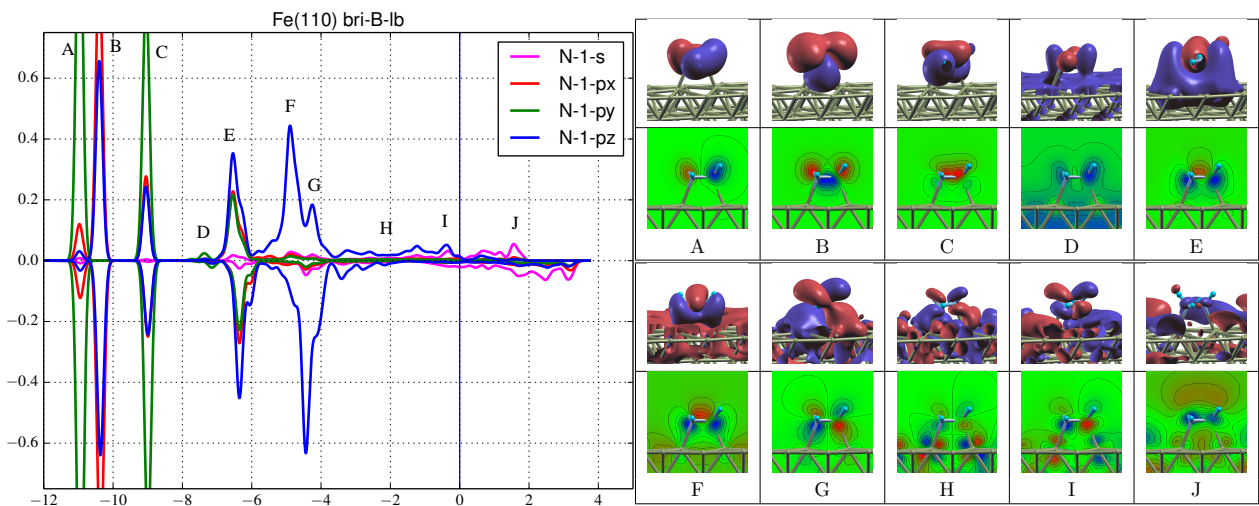 Fe(110) bri-B-lb
A
B
C
D
E
F
G
H
I
J
N-1-s
N-1-px
N-1-py
N-1-pz
0.6
0.4
0.2
0.0
−0.2
−0.4
−0.6
−12 −10 −8 −6 −4 −2 0 2 4
A B C D E
F G H I J